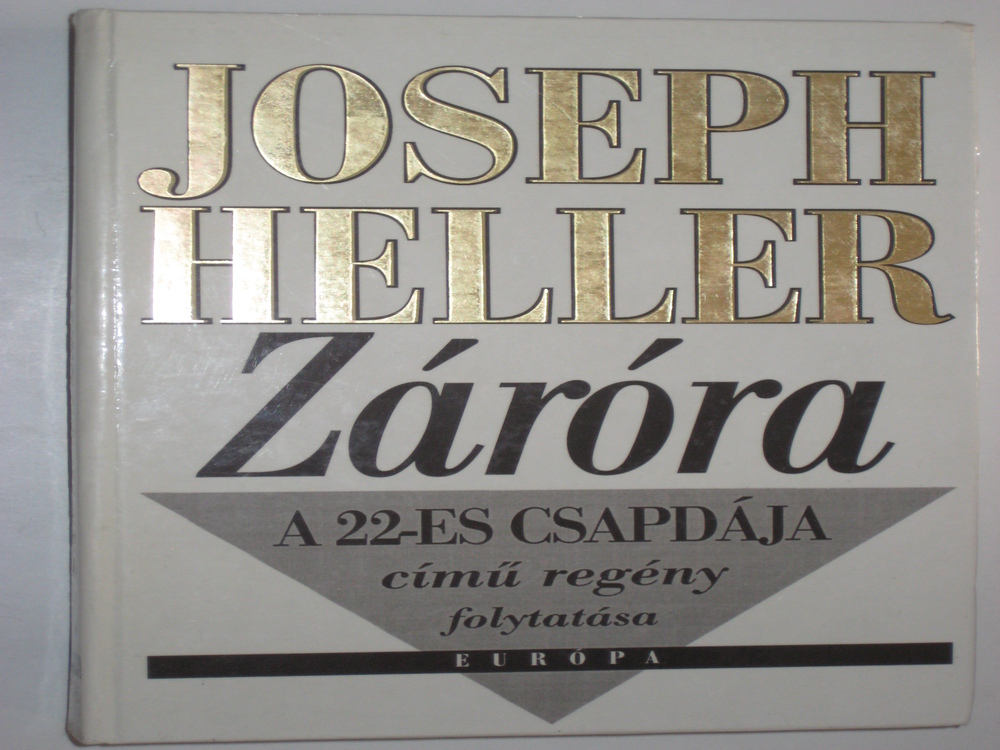 JOSEPH
HELLER
Záróra
A 22-ES CSAPDÁJA
című regény
folytatása
EURÓPA